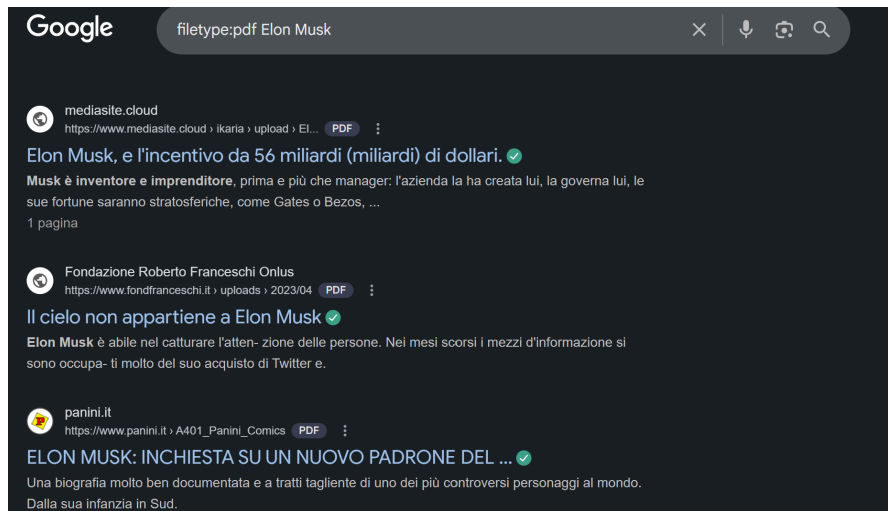 Google
filetype:pdf Elon Musk
mediasite.cloud
https://www.mediasite.cloud › ikaria › upload › El... PDF
Elon Musk, e l'incentivo da 56 miliardi (miliardi) di dollari.
Musk è inventore e imprenditore, prima e più che manager: l'azienda la ha creata lui, la governa lui, le
sue fortune saranno stratosferiche, come Gates o Bezos, ...
1 pagina
Fondazione Roberto Franceschi Onlus
https://www.fondfranceschi.it › uploads › 2023/04 PDF
Il cielo non appartiene a Elon Musk
Elon Musk è abile nel catturare l'atten- zione delle persone. Nei mesi scorsi i mezzi d'informazione si
sono occupa- ti molto del suo acquisto di Twitter e.
panini.it
https://www.panini.it › A401_Panini_Comics PDF
ELON MUSK: INCHIESTA SU UN NUOVO PADRONE DEL ...
Una biografia molto ben documentata e a tratti tagliente di uno dei più controversi personaggi al mondo.
Dalla sua infanzia in Sud.